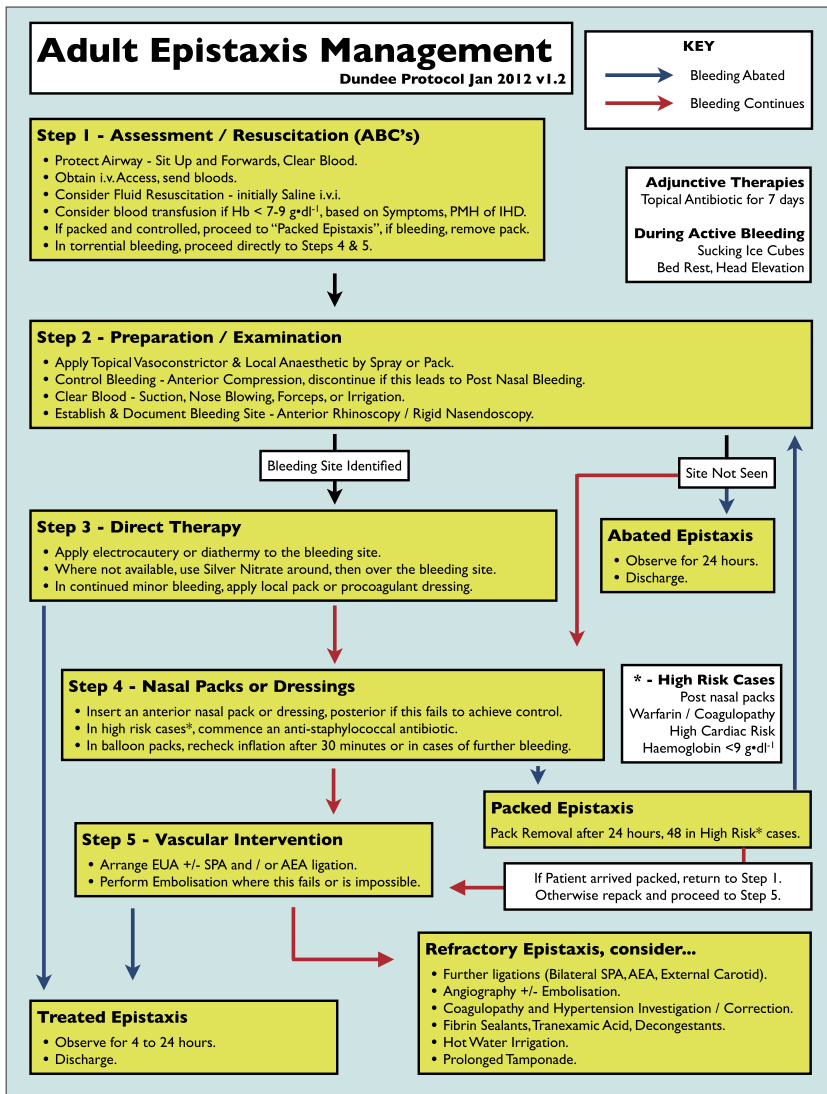 Adult Epistaxis Management
Dundee Protocol Jan 2012 v1.2
KEY
Bleeding Abated
Bleeding Continues
Step 1 - Assessment / Resuscitation (ABC's)
• Protect Airway - Sit Up and Forwards, Clear Blood.
• Obtain i.v. Access, send bloods.
• Consider Fluid Resuscitation - initially Saline i.v.i.
• Consider blood transfusion if Hb < 7-9 g•dl⁻¹, based on Symptoms, PMH of IHD.
• If packed and controlled, proceed to “Packed Epistaxis”, if bleeding, remove pack.
• In torrential bleeding, proceed directly to Steps 4 & 5.
Adjunctive Therapies
Topical Antibiotic for 7 days
During Active Bleeding
Sucking Ice Cubes
Bed Rest, Head Elevation
Step 2 - Preparation / Examination
• Apply Topical Vasoconstrictor & Local Anaesthetic by Spray or Pack.
• Control Bleeding - Anterior Compression, discontinue if this leads to Post Nasal Bleeding.
• Clear Blood - Suction, Nose Blowing, Forceps, or Irrigation.
• Establish & Document Bleeding Site - Anterior Rhinoscopy / Rigid Nasendoscopy.
Bleeding Site Identified
Site Not Seen
Step 3 - Direct Therapy
• Apply electrocautery or diathermy to the bleeding site.
• Where not available, use Silver Nitrate around, then over the bleeding site.
• In continued minor bleeding, apply local pack or procoagulant dressing.
Abated Epistaxis
• Observe for 24 hours.
• Discharge.
Step 4 - Nasal Packs or Dressings
• Insert an anterior nasal pack or dressing, posterior if this fails to achieve control.
• In high risk cases*, commence an anti-staphylococcal antibiotic.
• In balloon packs, recheck inflation after 30 minutes or in cases of further bleeding.
* - High Risk Cases
Post nasal packs
Warfarin / Coagulopathy
High Cardiac Risk
Haemoglobin <9 g•dl⁻¹
Packed Epistaxis
Pack Removal after 24 hours, 48 in High Risk* cases.
Step 5 - Vascular Intervention
• Arrange EUA +/- SPA and / or AEA ligation.
• Perform Embolisation where this fails or is impossible.
If Patient arrived packed, return to Step 1.
Otherwise repack and proceed to Step 5.
Refractory Epistaxis, consider...
• Further ligations (Bilateral SPA, AEA, External Carotid).
• Angiography +/- Embolisation.
• Coagulopathy and Hypertension Investigation / Correction.
• Fibrin Sealants, Tranexamic Acid, Decongestants.
• Hot Water Irrigation.
• Prolonged Tamponade.
Treated Epistaxis
• Observe for 4 to 24 hours.
• Discharge.